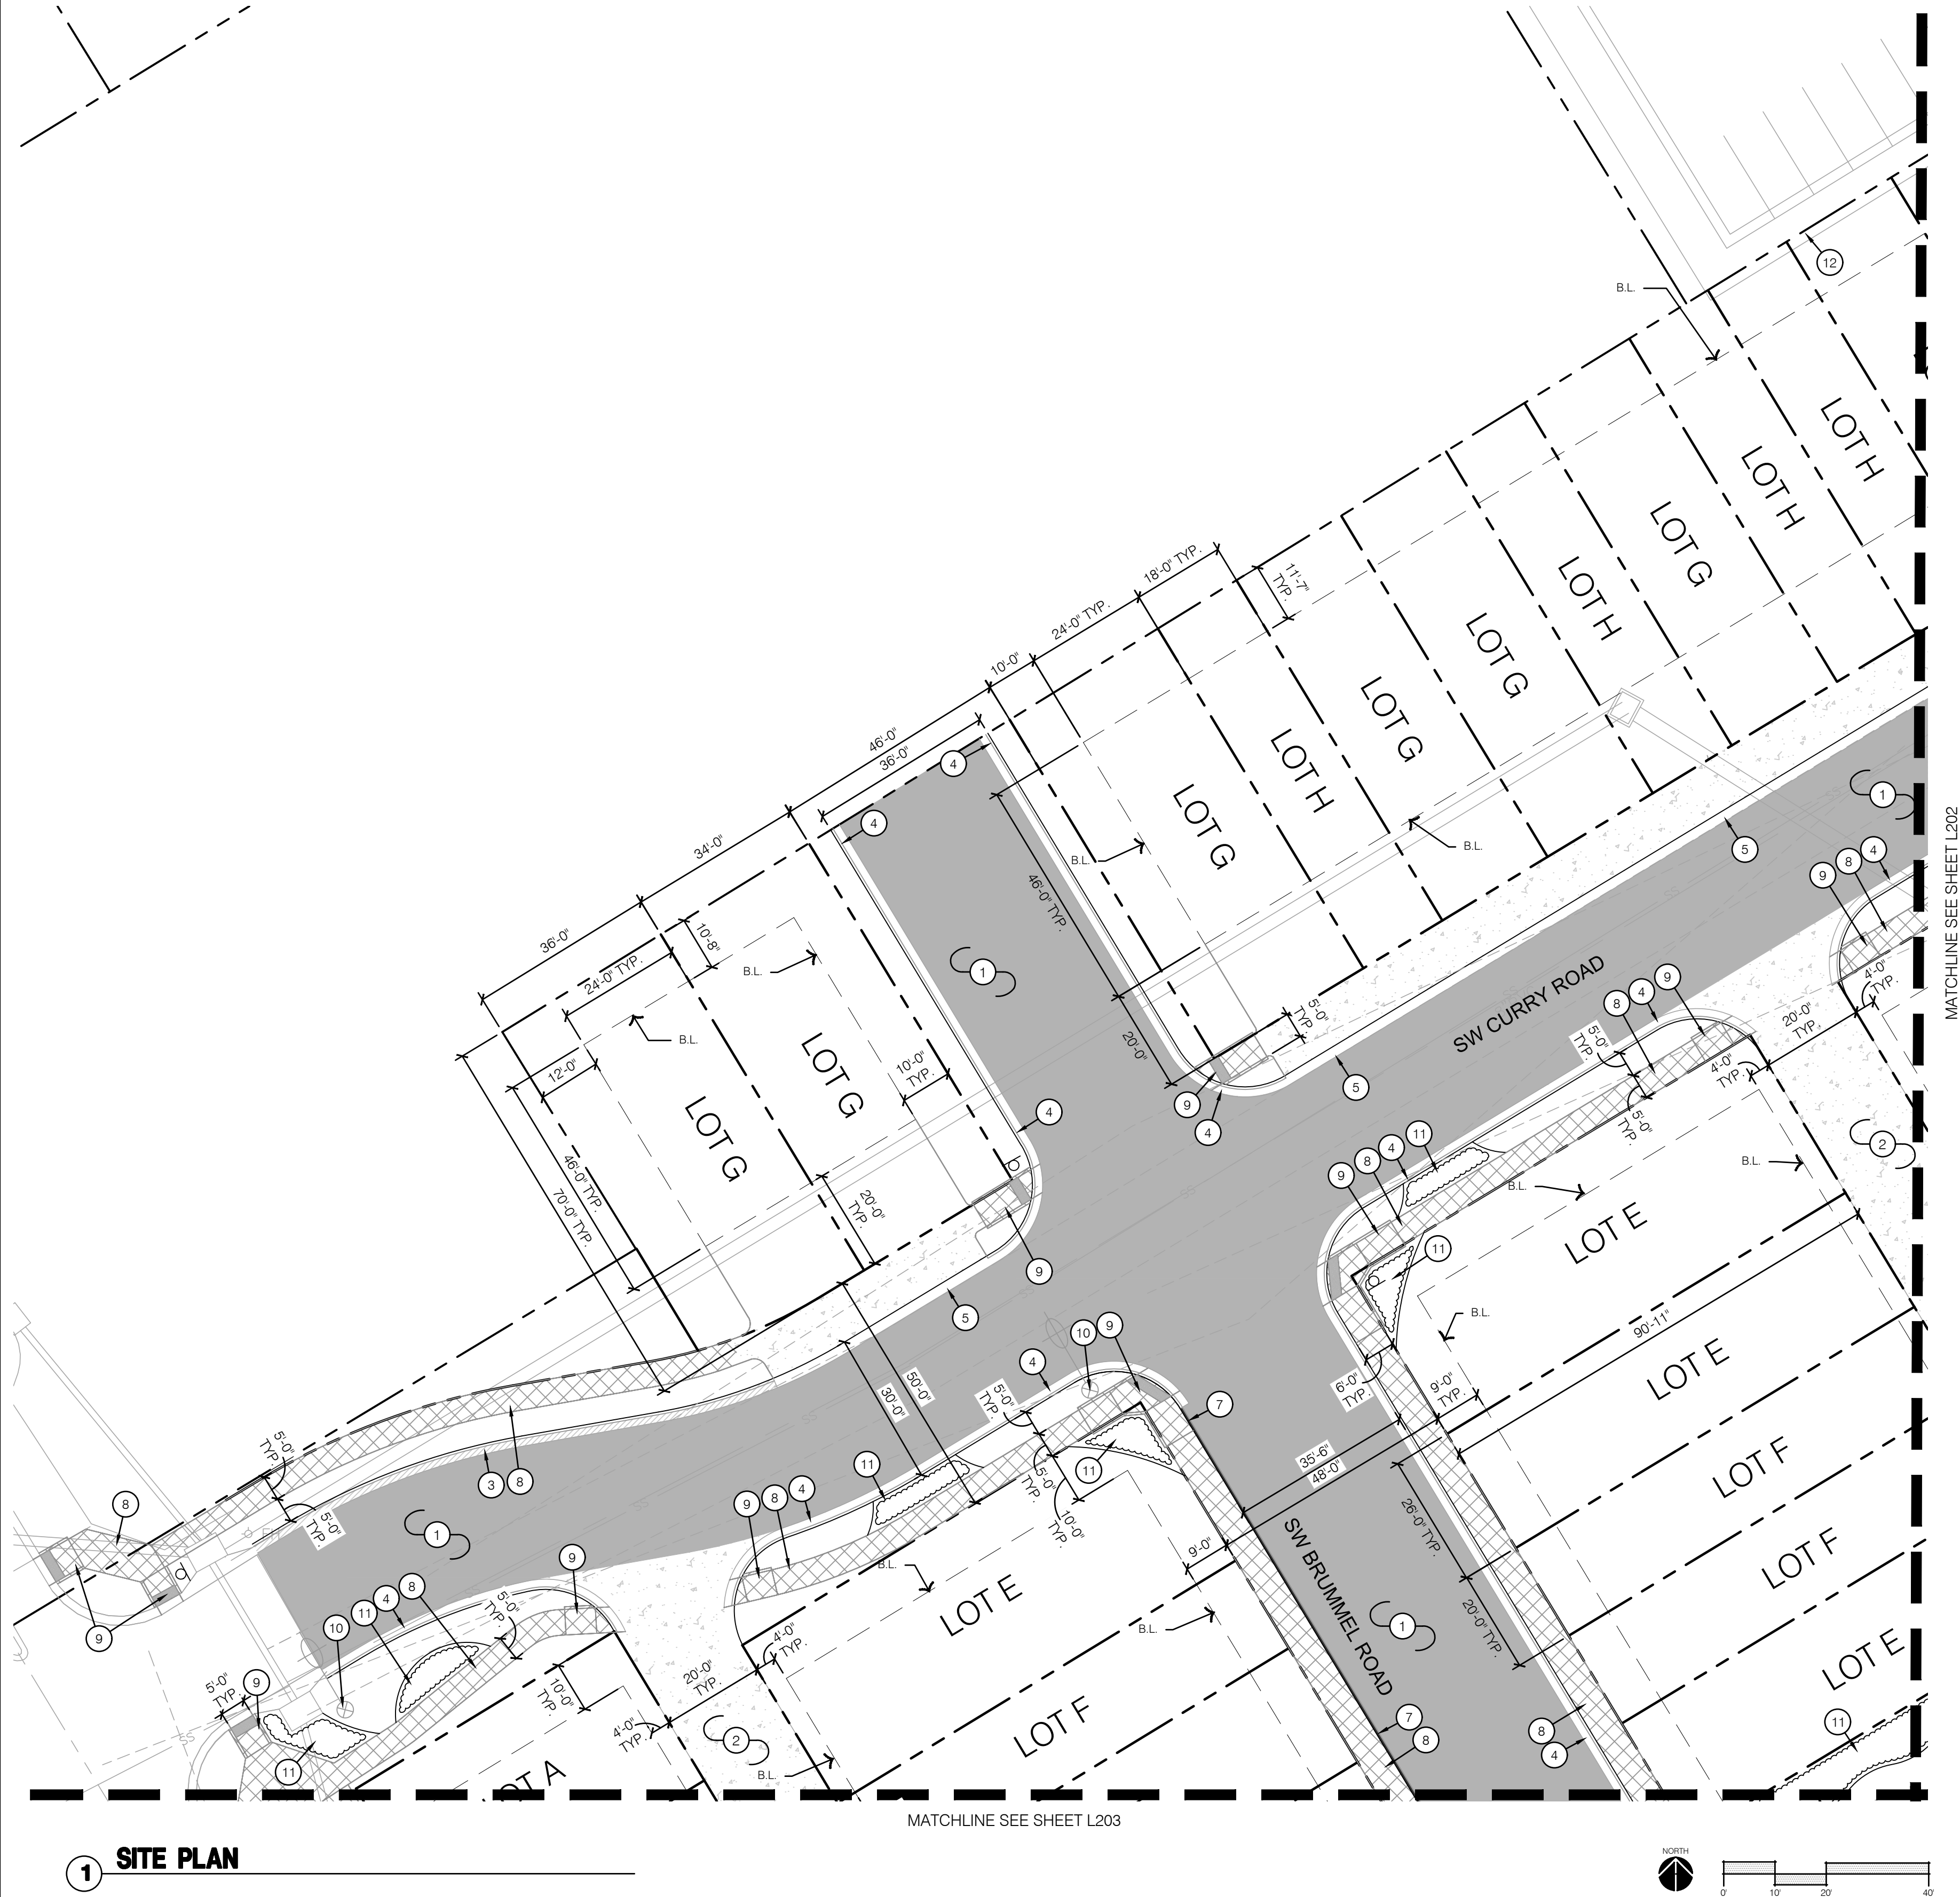 12
B.L.
LOT H
LOT H
LOT G
LOT H
LOT G
LOT G
LOT H
LOT G
18'-0" TYP.
11'-7"
TYP.
24'-0" TYP.
10'-0"
46'-0"
36'-0"
34'-0"
36'-0"
4
4
1
B.L.
B.L.
46'-0" TYP.
20'-0"
5'-0"
TYP.
9
4
5
5
SW CURRY ROAD
1
9
8
4
MATCHLINE SEE SHEET L202
10'-8"
24'-0" TYP.
B.L.
B.L.
12'-0"
LOT G
LOT G
10'-0"
TYP.
46'-0" TYP.
70'-0" TYP.
20'-0"
TYP.
4
9
5
8
4
9
5'-0"
TYP.
5'-0"
TYP.
4'-0"
TYP.
20'-0"
TYP.
4'-0"
TYP.
2
B.L.
9
8
4
11
B.L.
11
LOT E
B.L.
90'-11"
LOT E
LOT F
LOT F
LOT E
11
6'-0"
TYP.
9'-0"
TYP.
35'-6"
48'-0"
26'-0" TYP.
20'-0" TYP.
30'-0"
50'-0"
10
9
4
7
5'-0"
TYP.
5'-0"
TYP.
10'-0"
TYP.
11
11
9
8
4
9'-0"
B.L.
LOT E
B.L.
LOT F
SW BRUMMEL ROAD
1
7
8
8
4
5'-0"
TYP.
5'-0"
TYP.
3
8
8
9
FH
1
9
10
11
4
8
5'-0"
TYP.
5'-0"
TYP.
9
11
SS
SS
SS
SS
SS
10'-0"
TYP.
4'-0"
TYP.
20'-0"
TYP.
4'-0"
TYP.
2
B.L.
LOT A
MATCHLINE SEE SHEET L203
1
SITE PLAN
NORTH
0'
10'
20'
40'